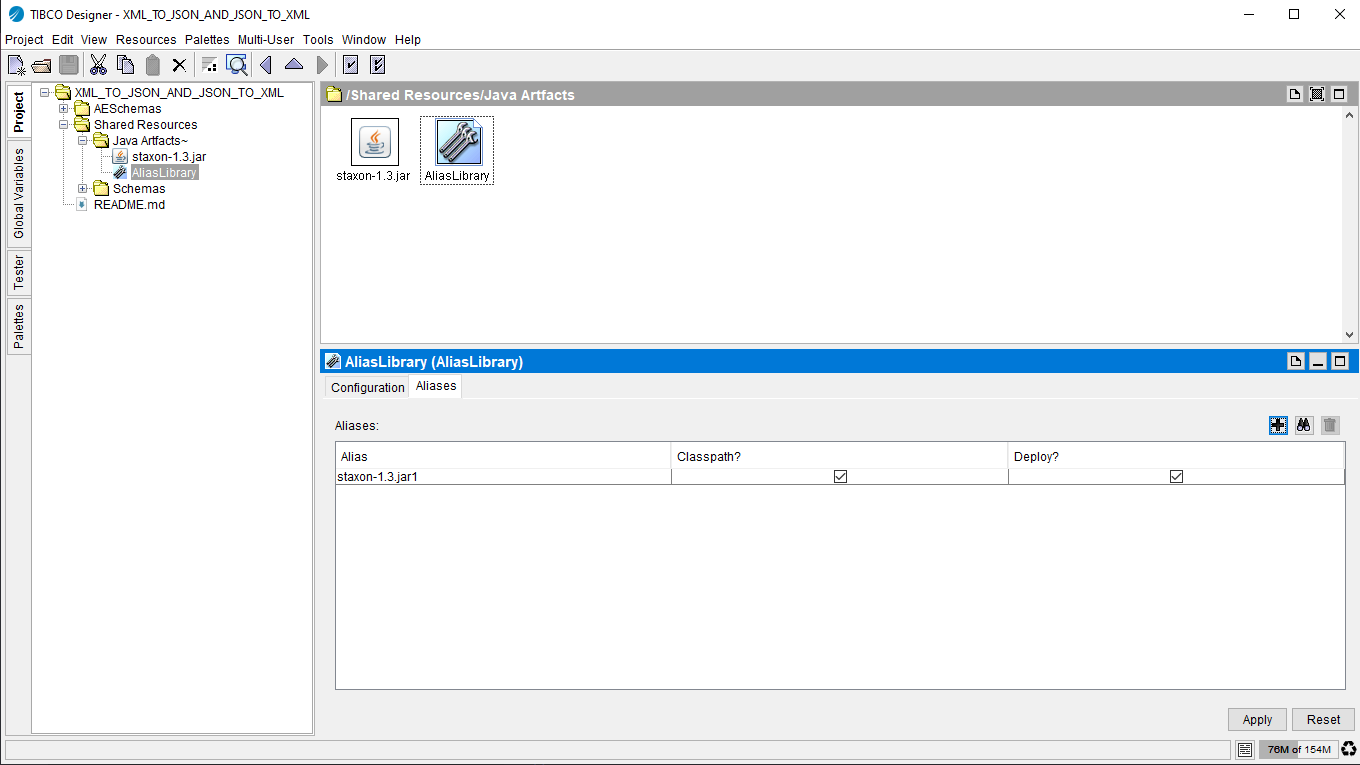 TIBCO Designer - XML_TO_JSON_AND_JSON_TO_XML
Project Edit View Resources Palettes Multi-User Tools Window Help
Project
Global Variables
Tester
Palettes
XML_TO_JSON_AND_JSON_TO_XML
AESchemas
Shared Resources
Java Artfacts~
staxon-1.3.jar
AliasLibrary
Schemas
README.md
/Shared Resources/Java Artfacts
staxon-1.3.jar AliasLibrary
AliasLibrary (AliasLibrary)
Configuration Aliases
Aliases:
Alias Classpath? Deploy?
staxon-1.3.jar1
Apply Reset
76M of 154M